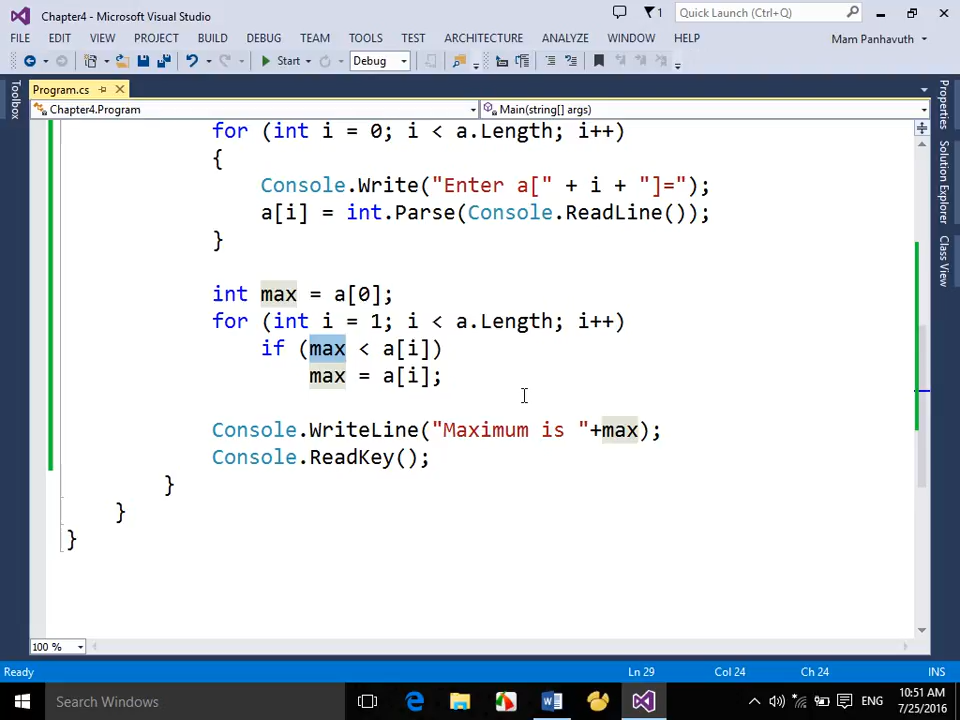 Chapter4 - Microsoft Visual Studio
1
Quick Launch (Ctrl+Q)
FILE EDIT VIEW PROJECT BUILD DEBUG TEAM TOOLS TEST ARCHITECTURE ANALYZE WINDOW HELP
Mam Panhavuth
Start
Debug
Program.cs
Toolbox
Chapter4.Program
Main(string[] args)
Properties
Solution Explorer
Class View
for (int i = 0; i < a.Length; i++)
{
Console.Write("Enter a[" + i + "]=");
a[i] = int.Parse(Console.ReadLine());
}
int max = a[0];
for (int i = 1; i < a.Length; i++)
if (max < a[i])
max = a[i];
Console.WriteLine("Maximum is "+max);
Console.ReadKey();
}
}
}
100 %
Ready
Ln 29
Col 24
Ch 24
INS
Search Windows
ENG
10:51 AM
7/25/2016